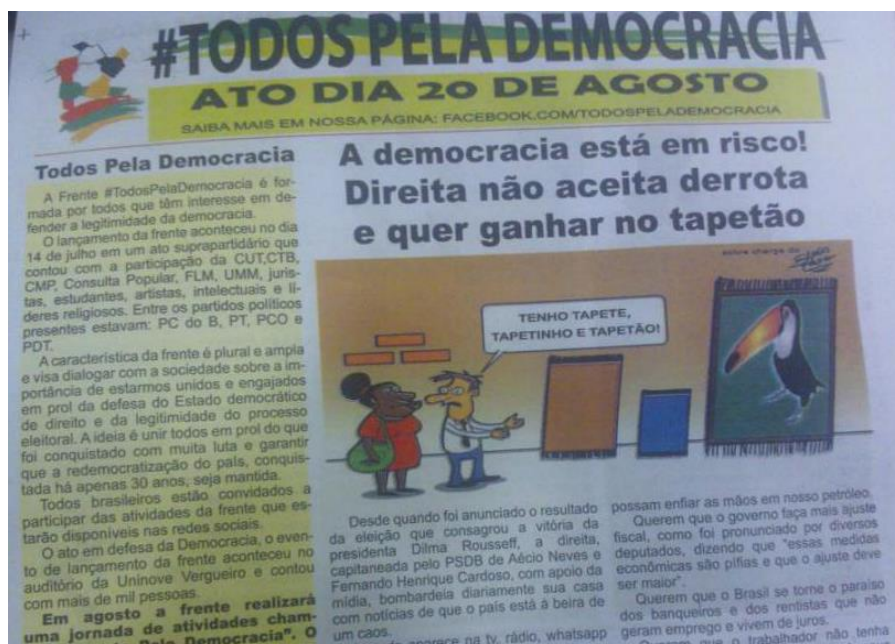 #TODOS PELA DEMOCRACIA
ATO DIA 20 DE AGOSTO
SAIBA MAIS EM NOSSA PÁGINA: FACEBOOK.COM/TODOSPELADEMOCRACIA
Todos Pela Democracia
A Frente #TodosPelaDemocracia é for-
mada por todos que têm interesse em de-
fender a legitimidade da democracia.
O lançamento da frente aconteceu no dia
14 de julho em um ato suprapartidário que
contou com a participação da CUT,CTB,
CMP, Consulta Popular, FLM, UMM, juris-
tas, estudantes, artistas, intelectuais e lí-
deres religiosos. Entre os partidos políticos
presentes estavam: PC do B, PT, PCO e
PDT.
A característica da frente é plural e ampla
e visa dialogar com a sociedade sobre a im-
portância de estarmos unidos e engajados
em prol da defesa do Estado democrático
de direito e da legitimidade do processo
eleitoral. A ideia é unir todos em prol do que
foi conquistado com muita luta e garantir
que a redemocratização do país, conquis-
tada há apenas 30 anos, seja mantida.
Todos brasileiros estão convidados a
participar das atividades da frente que es-
tarão disponíveis nas redes sociais.
O ato em defesa da Democracia, o even-
to de lançamento da frente aconteceu no
auditório da Uninove Vergueiro e contou
com mais de mil pessoas.
Em agosto a frente realizará
uma jornada de atividades cham-
Democracia". O
A democracia está em risco!
Direita não aceita derrota
e quer ganhar no tapetão
sobre charge do
TENHO TAPETE,
TAPETINHO E TAPETÃO!
Desde quando foi anunciado o resultado
da eleição que consagrou a vitória da
presidenta Dilma Rousseff, a direita,
capitaneada pelo PSDB de Aécio Neves e
Fernando Henrique Cardoso, com apoio da
mídia, bombardeia diariamente sua casa
com notícias de que o país está à beira de
um caos.
aparece na tv, rádio, whatsapp
possam enfiar as mãos em nosso petróleo.
Querem que o governo faça mais ajuste
fiscal, como foi pronunciado por diversos
deputados, dizendo que "essas medidas
econômicas são pífias e que o ajuste deve
ser maior".
Querem que o Brasil se torne o paraíso
dos banqueiros e dos rentistas que não
geram emprego e vivem de juros.
Querem que o trabalhador não tenha